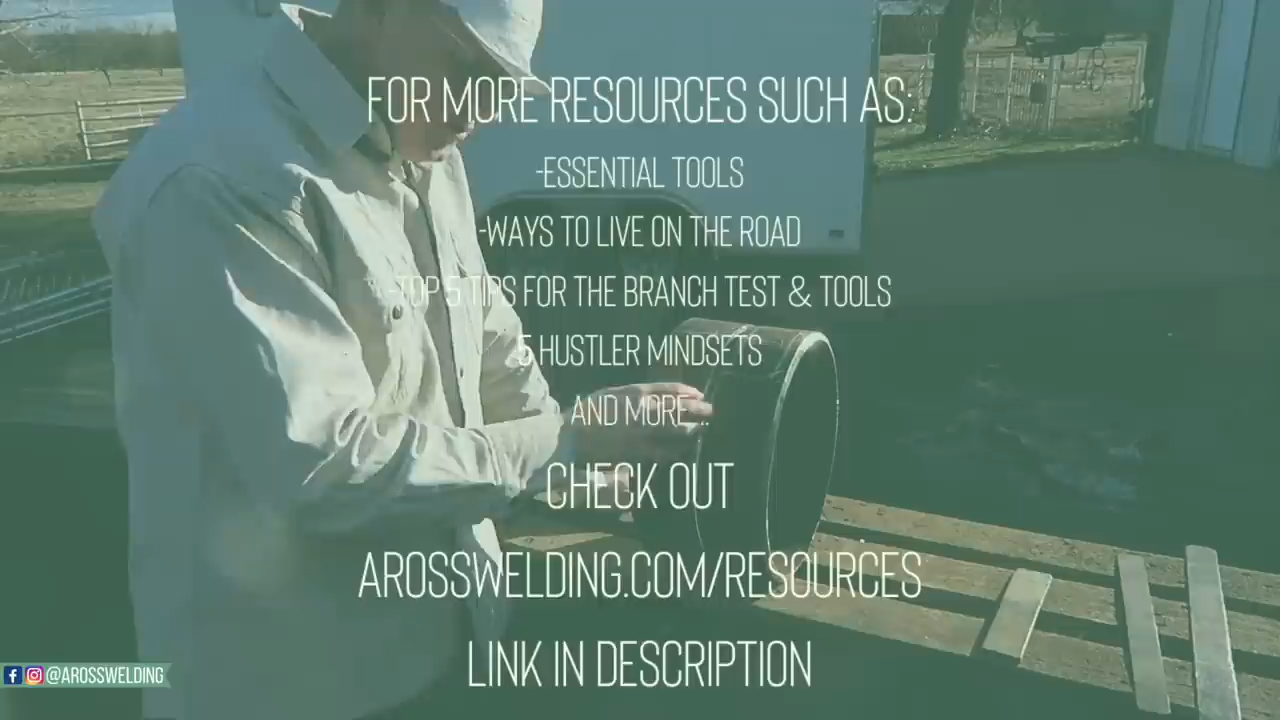 FOR MORE RESOURCES SUCH AS:
-ESSENTIAL TOOLS
-WAYS TO LIVE ON THE ROAD
-TOP 5 TIPS FOR THE BRANCH TEST & TOOLS
5 HUSTLER MINDSETS
AND MORE...
CHECK OUT
AROSSWELDING.COM/RESOURCES
LINK IN DESCRIPTION
@AROSSWELDING